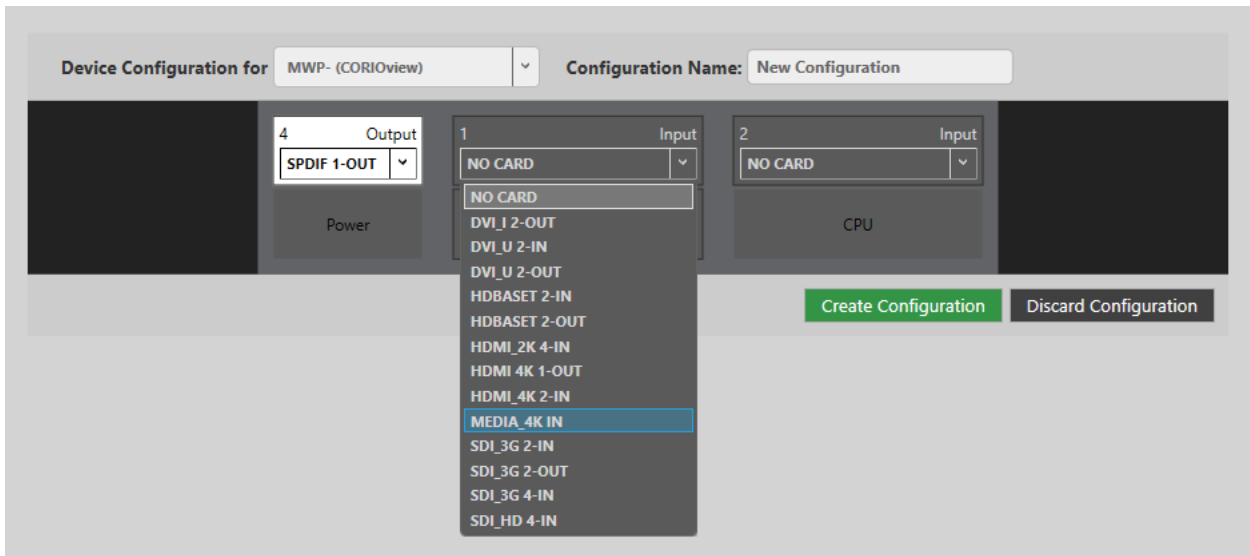 Device Configuration for MWP- (CORIOview) Configuration Name: New Configuration
4 Output 1 Input 2 Input
SPDIF 1-OUT NO CARD NO CARD
Power CPU
NO CARD
DVI_I 2-OUT
DVI_U 2-IN
DVI_U 2-OUT
HDBASET 2-IN
HDBASET 2-OUT
HDMI_2K 4-IN
HDMI 4K 1-OUT
HDMI_4K 2-IN
MEDIA_4K IN
SDI_3G 2-IN
SDI_3G 2-OUT
SDI_3G 4-IN
SDI_HD 4-IN
Create Configuration Discard Configuration